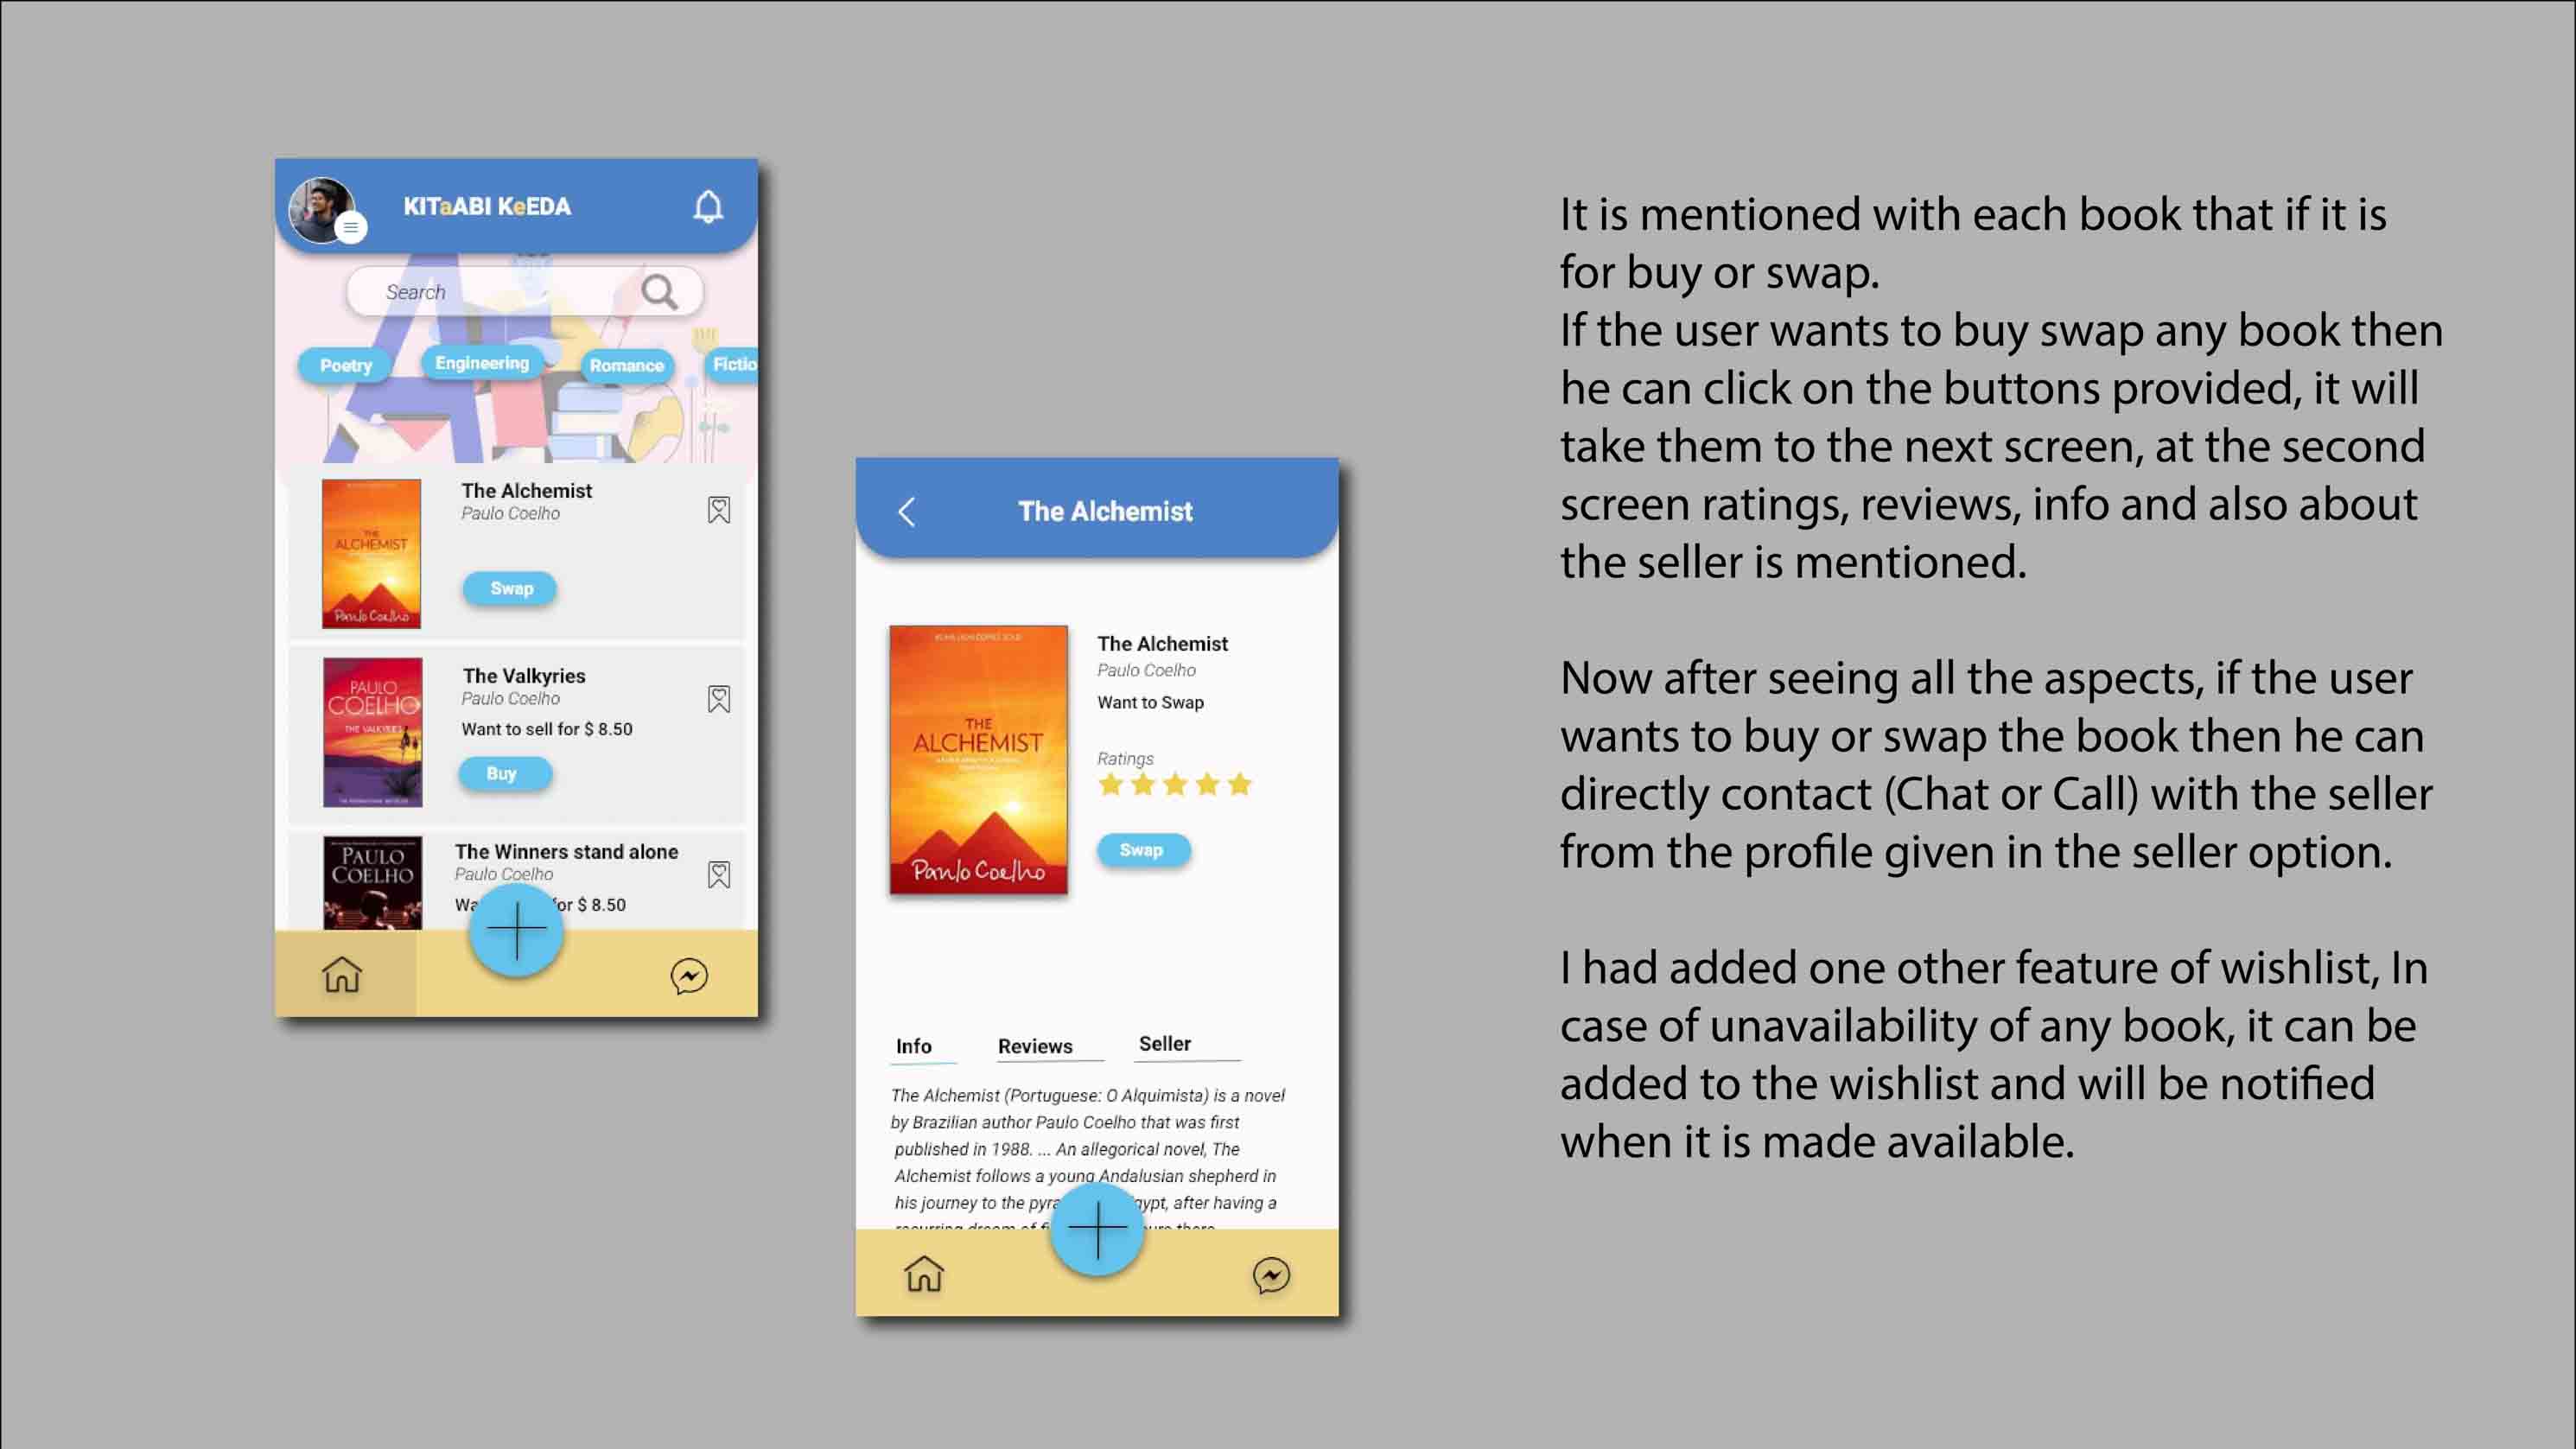 KITaABI KeEDA
Search
Poetry
Engineering
Romance
Fictio
The Alchemist
Paulo Coelho
THE
ALCHEMIST
Paulo Coelho
Swap
The Valkyries
Paulo Coelho
Want to sell for $ 8.50
PAULO
COELHO
THE VALKYRIES
Buy
The Winners stand alone
Paulo Coelho
Wa for $ 8.50
PAULO
COELHO
The Alchemist
The Alchemist
Paulo Coelho
Want to Swap
Ratings
Swap
THE
ALCHEMIST
Paulo Coelho
Info
Reviews
Seller
The Alchemist (Portuguese: O Alquimista) is a novel
by Brazilian author Paulo Coelho that was first
published in 1988. ... An allegorical novel, The
Alchemist follows a young Andalusian shepherd in
his journey to the pyra gypt, after having a
It is mentioned with each book that if it is
for buy or swap.
If the user wants to buy swap any book then
he can click on the buttons provided, it will
take them to the next screen, at the second
screen ratings, reviews, info and also about
the seller is mentioned.
Now after seeing all the aspects, if the user
wants to buy or swap the book then he can
directly contact (Chat or Call) with the seller
from the profile given in the seller option.
I had added one other feature of wishlist, In
case of unavailability of any book, it can be
added to the wishlist and will be notified
when it is made available.